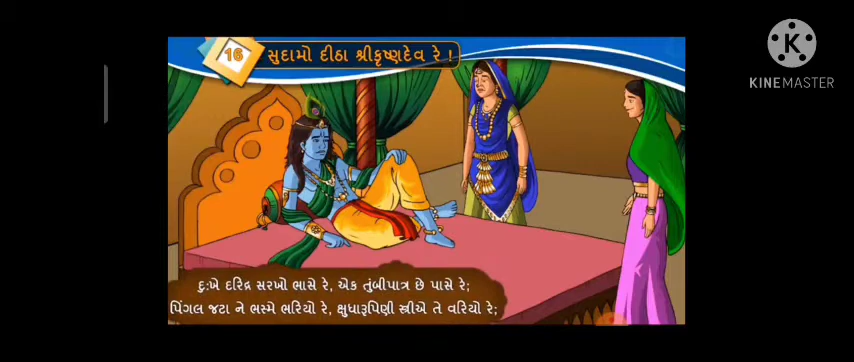 16 સુદામો દીઠા શ્રીકૃષ્ણદેવ રે !
KINEMASTER
દુ:ખે દરિદ્ર સરખો ભાસે રે, એક તુંબીપાત્ર છે પાસે રે;
પિંગલ જટા ને ભસ્મે ભરિયો રે, ક્ષુધારૂપિણી સ્ત્રીએ તે વરિયો રે;